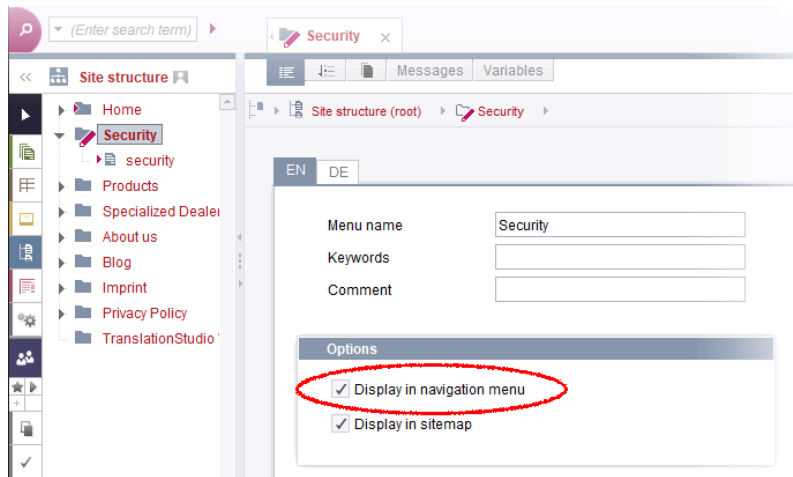 (Enter search term)
Security
Site structure
Messages
Variables
Home
Security
security
Products
Specialized Dealer
About us
Blog
Imprint
Privacy Policy
TranslationStudio
Site structure (root)
Security
EN
DE
Menu name
Security
Keywords
Comment
Options
Display in navigation menu
Display in sitemap